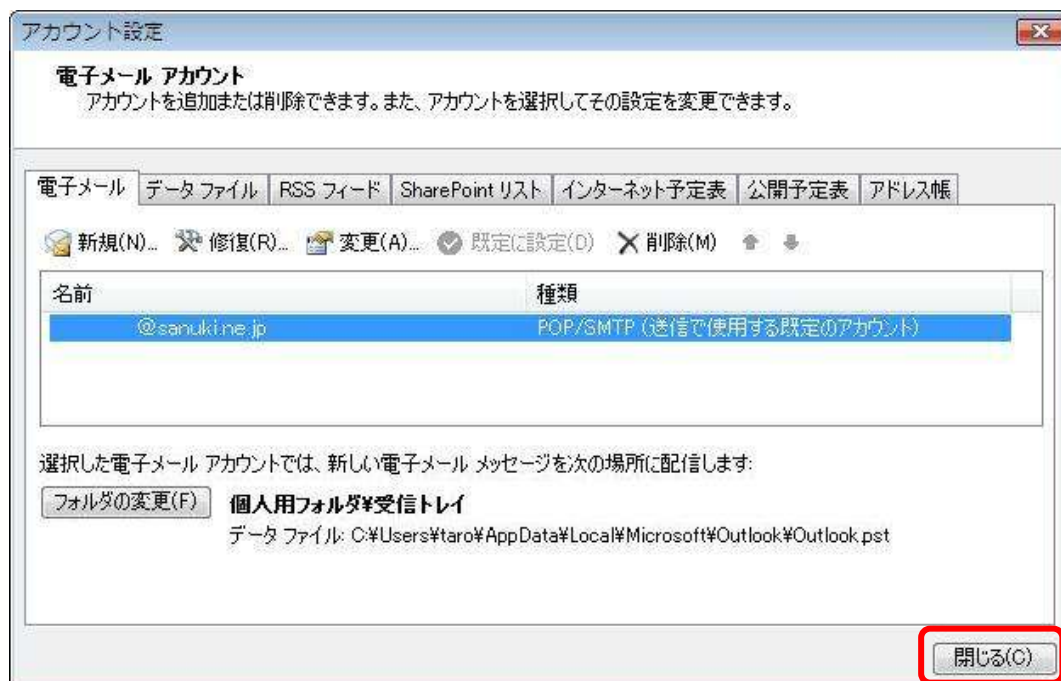 アカウント設定
電子メール アカウント
アカウントを追加または削除できます。また、アカウントを選択してその設定を変更できます。
電子メール データ ファイル RSS フィード SharePoint リスト インターネット予定表 公開予定表 アドレス帳
新規(N)... 修復(R)... 変更(A)... 既定に設定(D) 削除(M)
名前 種類
@sanuki.ne.jp POP/SMTP (送信で使用する既定のアカウント)
選択した電子メール アカウントでは、新しい電子メール メッセージを次の場所に配信します:
フォルダの変更(F) 個人用フォルダ¥受信トレイ
データ ファイル: C:¥Users¥taro¥AppData¥Local¥Microsoft¥Outlook¥Outlook.pst
閉じる(C)